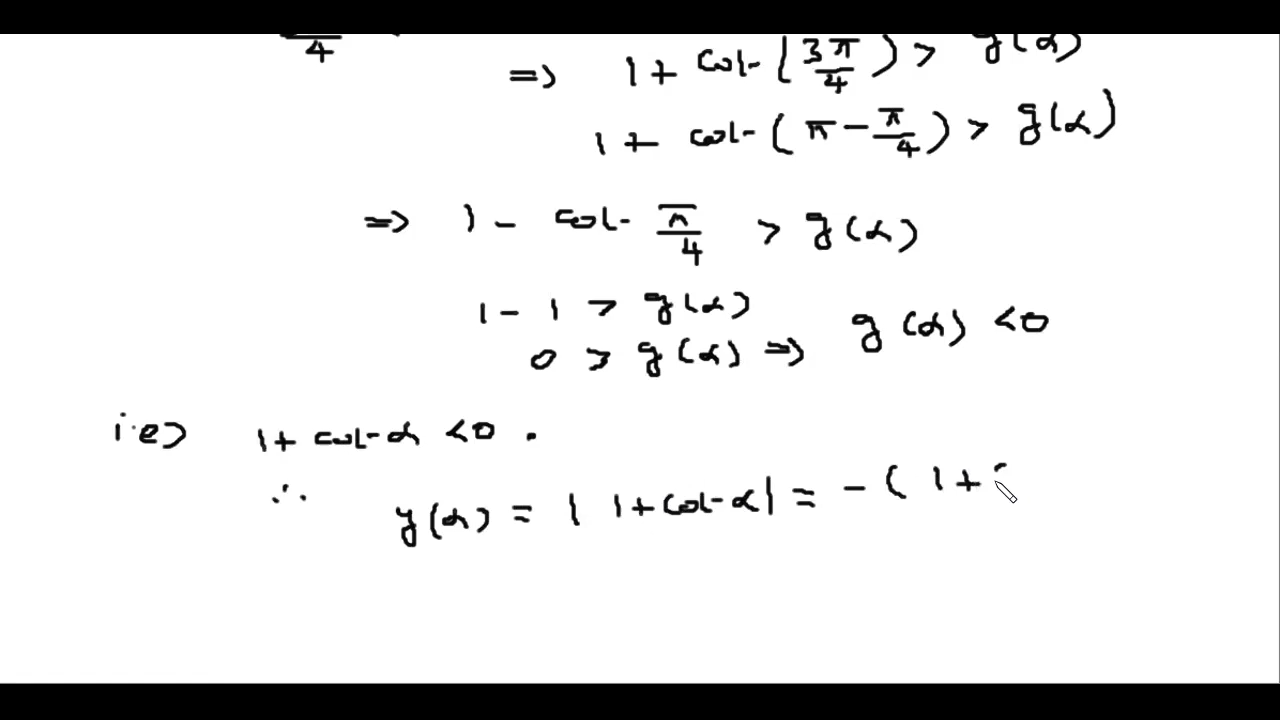 4
=> 1 + cot (3π/4) > g(α)
1 + cot (π - π/4) > g(α)
=> 1 - cot π/4 > g(α)
1 - 1 > g(α)
0 > g(α) => g(α) < 0
i.e) 1 + cot α < 0 .
∴ y(α) = | 1 + cot α | = - ( 1 +